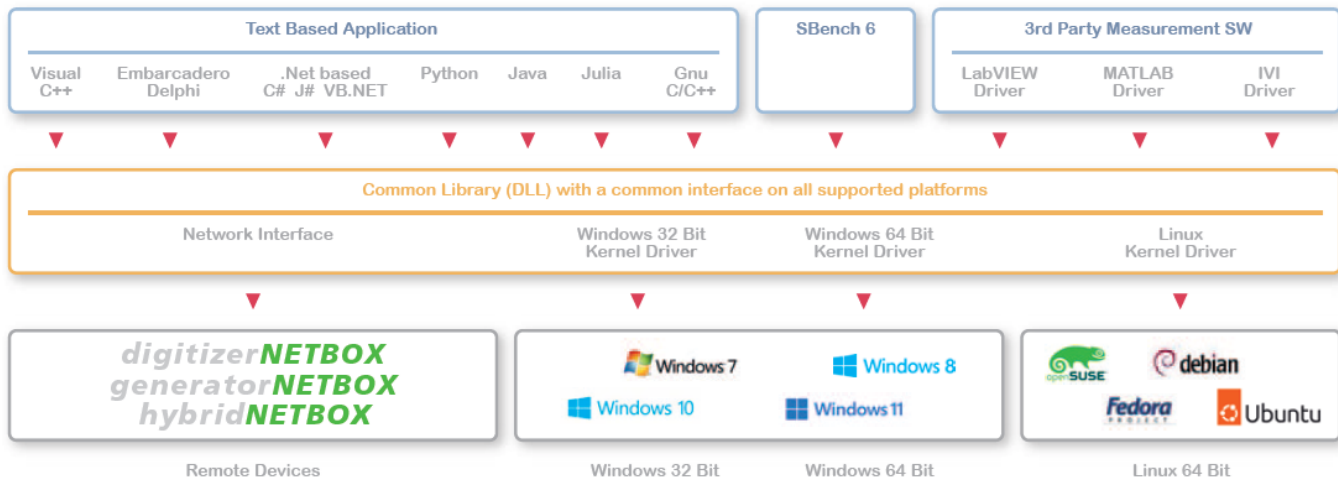 Text Based Application
SBench 6
3rd Party Measurement SW
Visual
C++
Embarcadero
Delphi
.Net based
C# J# VB.NET
Python
Java
Julia
Gnu
C/C++
LabVIEW
Driver
MATLAB
Driver
IVI
Driver
Common Library (DLL) with a common interface on all supported platforms
Network Interface
Windows 32 Bit
Kernel Driver
Windows 64 Bit
Kernel Driver
Linux
Kernel Driver
digitizerNETBOX
generatorNETBOX
hybridNETBOX
Windows 7
Windows 8
Windows 10
Windows 11
openSUSE
debian
Fedora
PROJECT
Ubuntu
Remote Devices
Windows 32 Bit
Windows 64 Bit
Linux 64 Bit